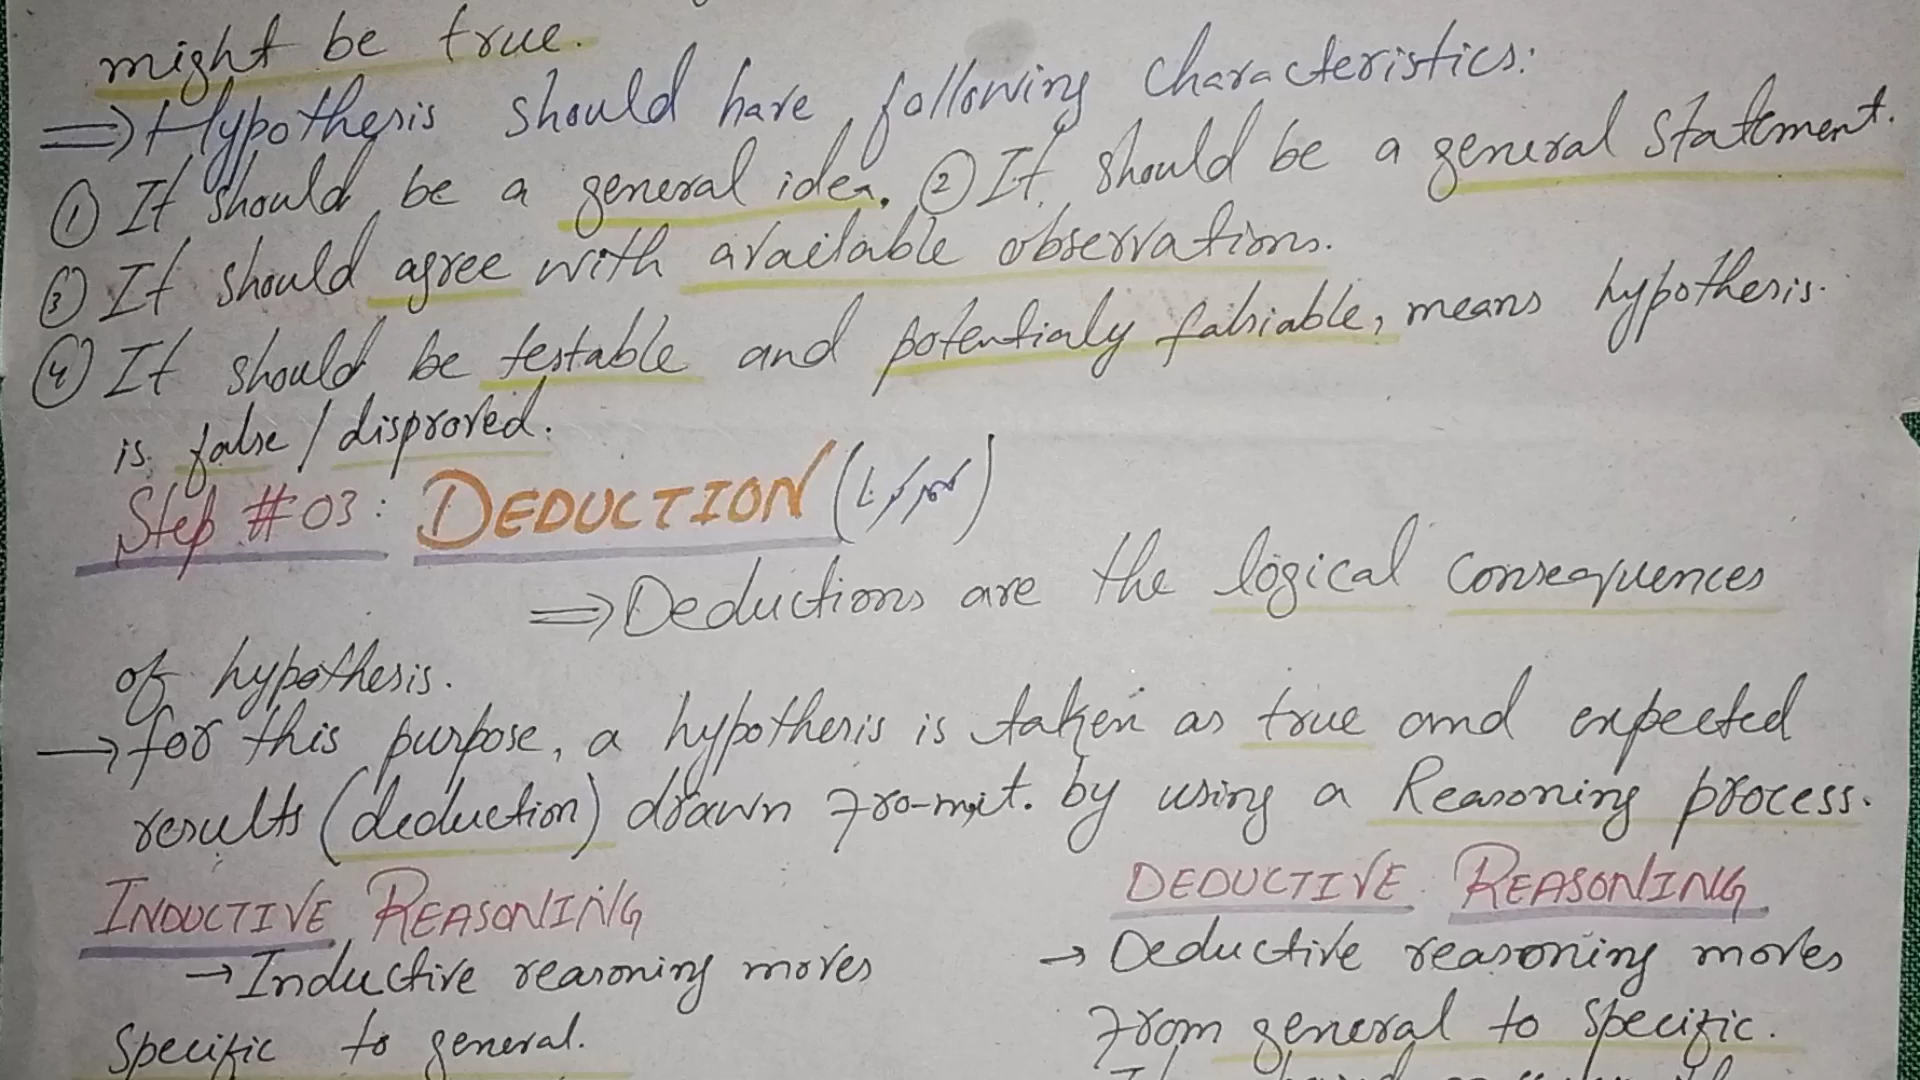 might be true.
⇒ Hypothesis should have following characteristics:
① It should be a general idea. ② It should be a general statement.
③ It should agree with available observations.
④ It should be testable and potentialy falsiable, means hypothesis
is false / disproved.
Step #03: DEDUCTION
⇒ Deductions are the logical consequences
of hypothesis.
→ for this purpose, a hypothesis is taken as true and expected
results (deduction) drawn fro-m it. by using a Reasoning process.
INDUCTIVE REASONING
→ Inductive reasoning moves
Specific to general.
DEDUCTIVE REASONING
→ Deductive reasoning moves
From general to specific.